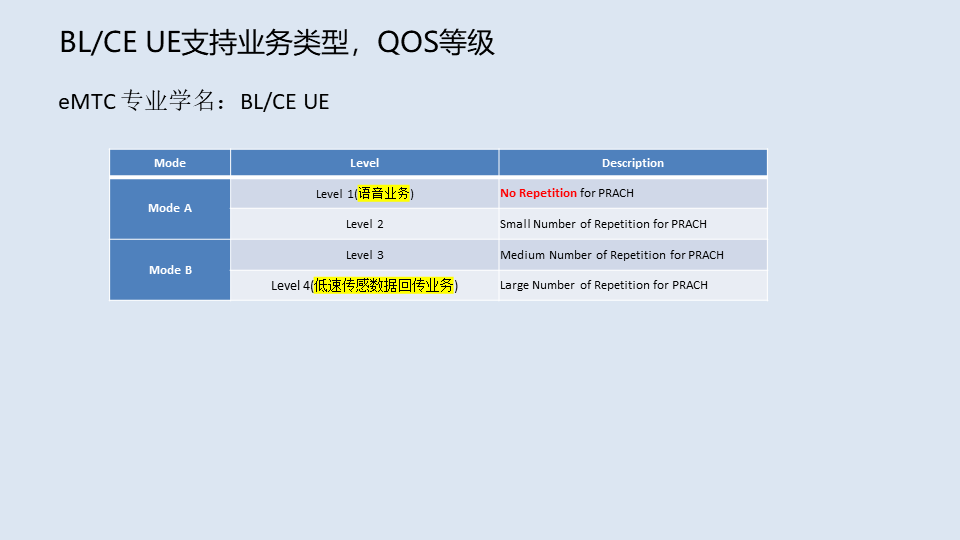 BL/CE UE支持业务类型，QOS等级
eMTC 专业学名：BL/CE UE
Mode Level Description
Mode A
Level 1(语音业务) No Repetition for PRACH
Level 2 Small Number of Repetition for PRACH
Mode B
Level 3 Medium Number of Repetition for PRACH
Level 4(低速传感数据回传业务) Large Number of Repetition for PRACH